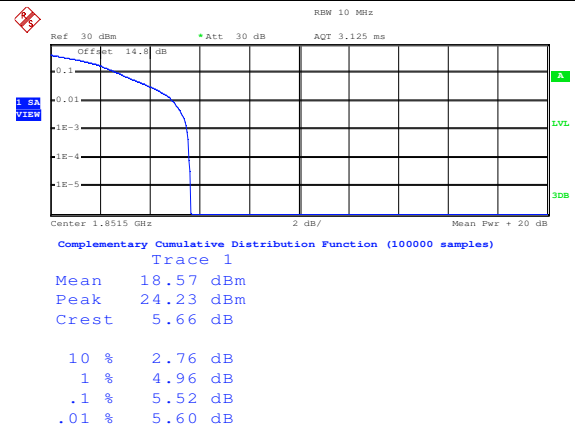 R
S
RBW 10 MHz
Ref 30 dBm *Att 30 dB AQT 3.125 ms
Offset 14.8 dB
0.1
A
0.01
1 SA
VIEW
1E-3
LVL
1E-4
1E-5
3DB
Center 1.8515 GHz 2 dB/ Mean Pwr + 20 dB
Complementary Cumulative Distribution Function (100000 samples)
Trace 1
Mean 18.57 dBm
Peak 24.23 dBm
Crest 5.66 dB
10 % 2.76 dB
1 % 4.96 dB
.1 % 5.52 dB
.01 % 5.60 dB